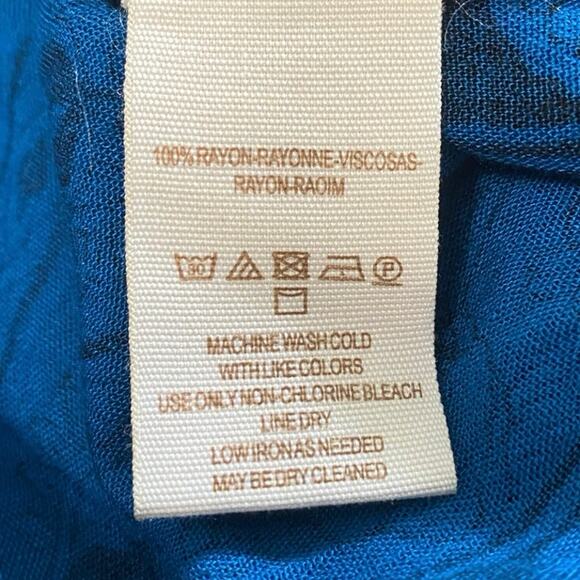 100% RAYON-RAYONNE-VISCOSAS-
RAYON-RAOIM
30 P
MACHINE WASH COLD
WITH LIKE COLORS
USE ONLY NON-CHLORINE BLEACH
LINE DRY
LOW IRON AS NEEDED
MAY BE DRY CLEANED